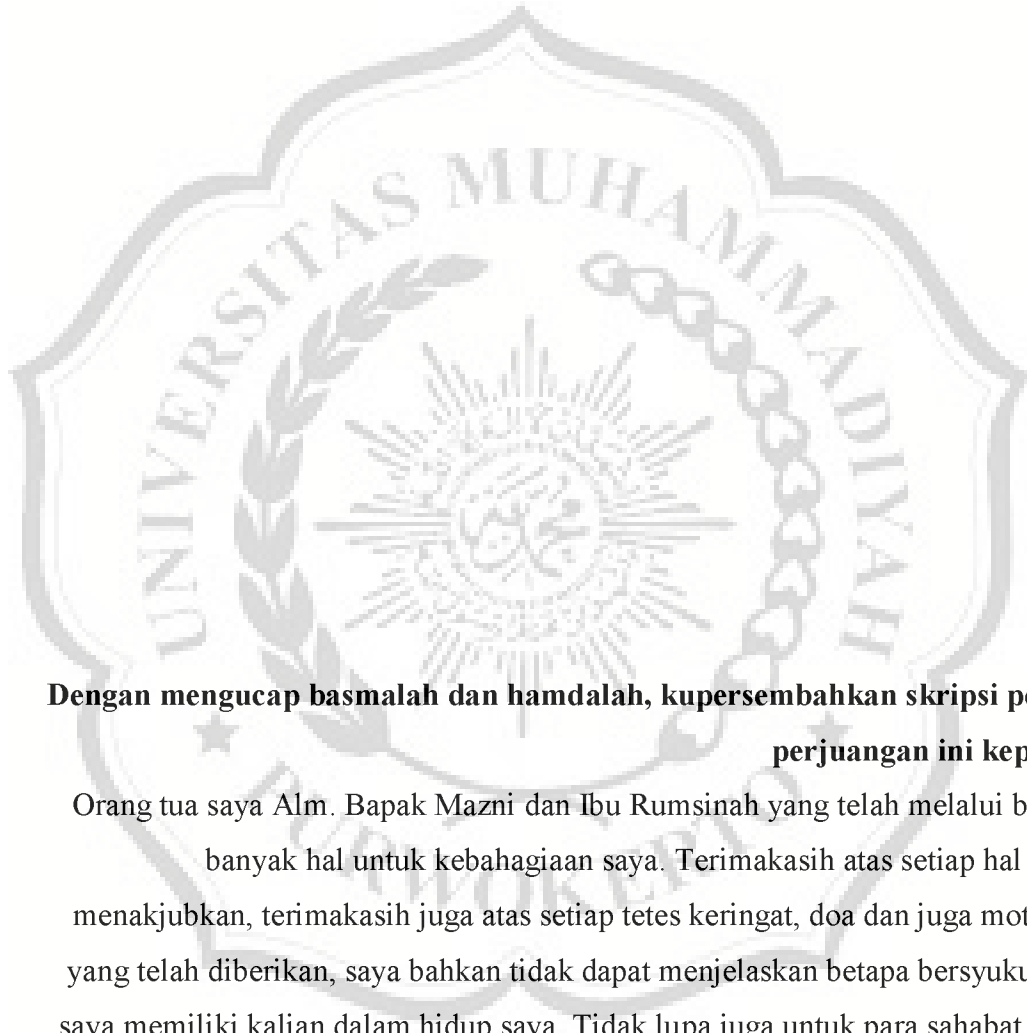 UNIVERSITAS MUHAMMADIYAH
PURWOKERTO
محمد
Dengan mengucap basmalah dan hamdalah, kupersembahkan skripsi
perjuangan ini
Orang tua saya Alm. Bapak Mazni dan Ibu Rumsinah yang telah melalui
banyak hal untuk kebahagiaan saya. Terimakasih atas setiap hal
menakjubkan, terimakasih juga atas setiap tetes keringat, doa dan juga
yang telah diberikan, saya bahkan tidak dapat menjelaskan betapa
saya memiliki kalian dalam hidup saya. Tidak lupa juga untuk para sahabat